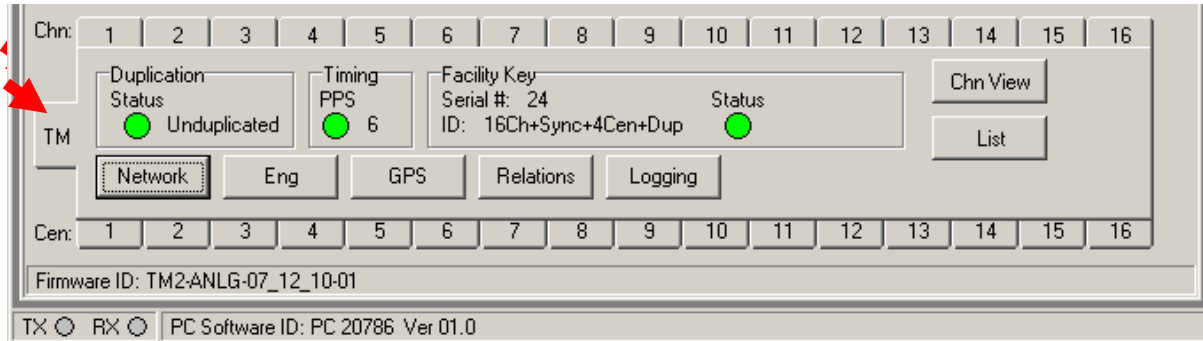 Chn: 1 2 3 4 5 6 7 8 9 10 11 12 13 14 15 16
Duplication Timing Facility Key Chn View
Status PPS Serial #: 24 Status
TM Unduplicated 6 ID: 16Ch+Sync+4Cen+Dup List
Network Eng GPS Relations Logging
Cen: 1 2 3 4 5 6 7 8 9 10 11 12 13 14 15 16
Firmware ID: TM2-ANLG-07_12_10-01
TX RX PC Software ID: PC 20786 Ver 01.0